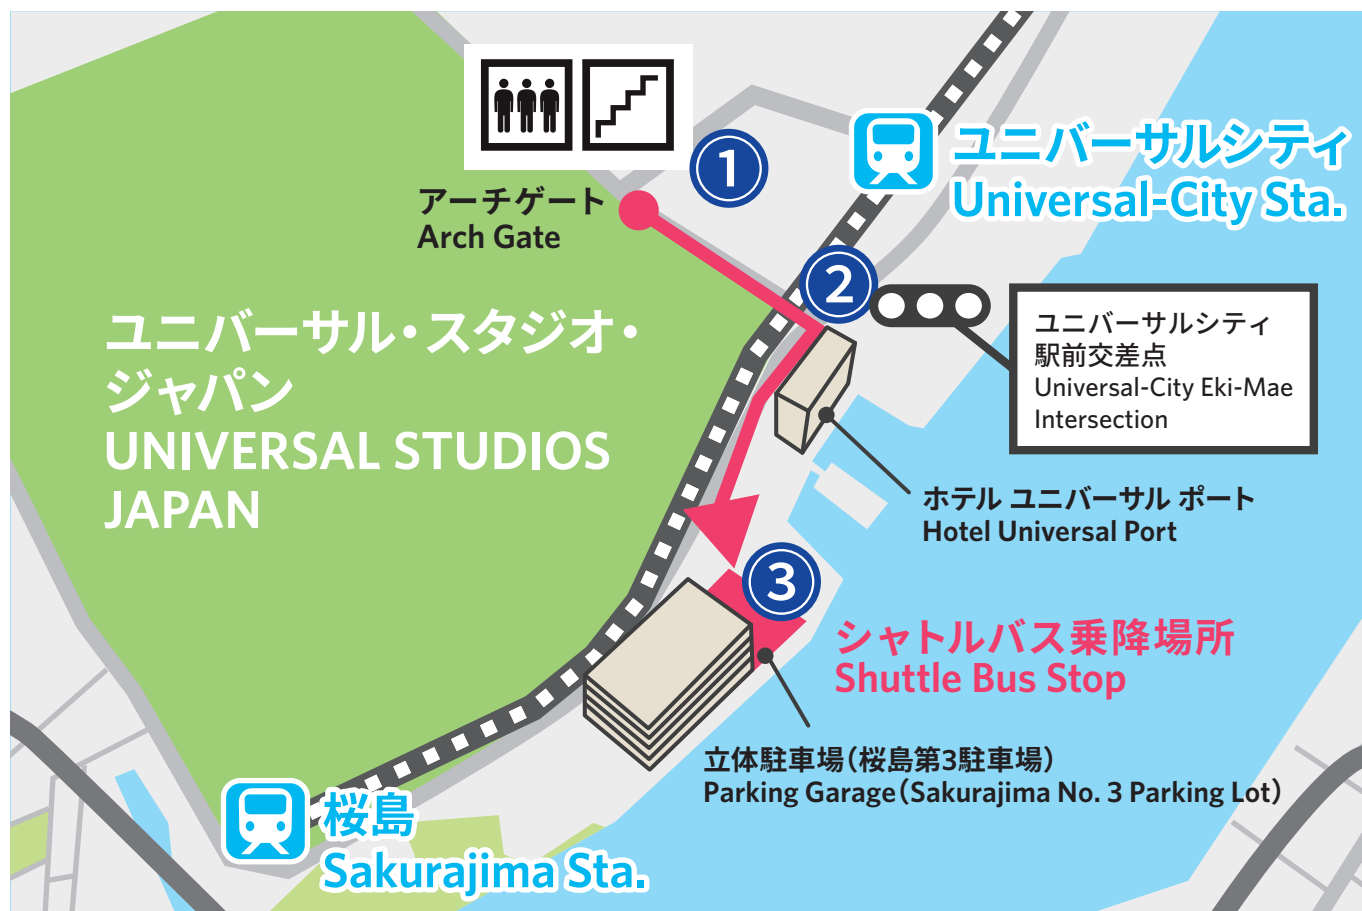 1
アーチゲート
Arch Gate
ユニバーサルシティ
Universal-City Sta.
2
ユニバーサルシティ
駅前交差点
Universal-City Eki-Mae
Intersection
ユニバーサル・スタジオ・
ジャパン
UNIVERSAL STUDIOS
JAPAN
ホテル ユニバーサル ポート
Hotel Universal Port
3
シャトルバス乗降場所
Shuttle Bus Stop
立体駐車場(桜島第3駐車場)
Parking Garage(Sakurajima No. 3 Parking Lot)
桜島
Sakurajima Sta.